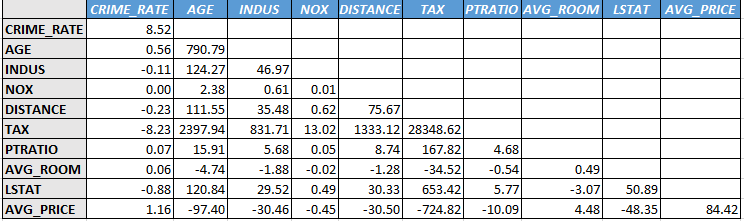 CRIME_RATE AGE INDUS NOX DISTANCE TAX PTRATIO AVG_ROOM LSTAT AVG_PRICE
CRIME_RATE 8.52
AGE 0.56 790.79
INDUS -0.11 124.27 46.97
NOX 0.00 2.38 0.61 0.01
DISTANCE -0.23 111.55 35.48 0.62 75.67
TAX -8.23 2397.94 831.71 13.02 1333.12 28348.62
PTRATIO 0.07 15.91 5.68 0.05 8.74 167.82 4.68
AVG_ROOM 0.06 -4.74 -1.88 -0.02 -1.28 -34.52 -0.54 0.49
LSTAT -0.88 120.84 29.52 0.49 30.33 653.42 5.77 -3.07 50.89
AVG_PRICE 1.16 -97.40 -30.46 -0.45 -30.50 -724.82 -10.09 4.48 -48.35 84.42